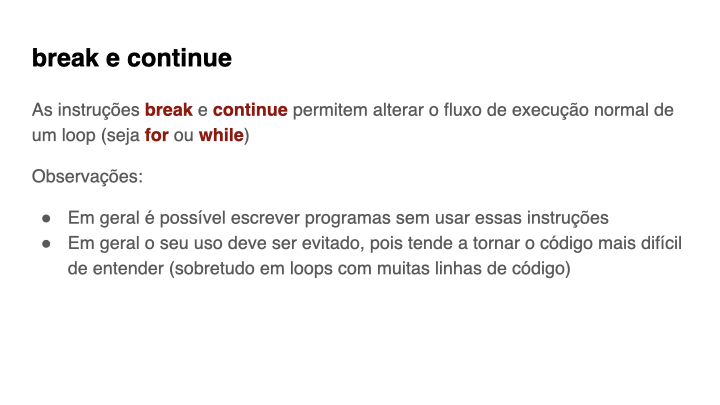 break e continue
As instruções break e continue permitem alterar o fluxo de execução normal de
um loop (seja for ou while)
Observações:
● Em geral é possível escrever programas sem usar essas instruções
● Em geral o seu uso deve ser evitado, pois tende a tornar o código mais difícil
de entender (sobretudo em loops com muitas linhas de código)